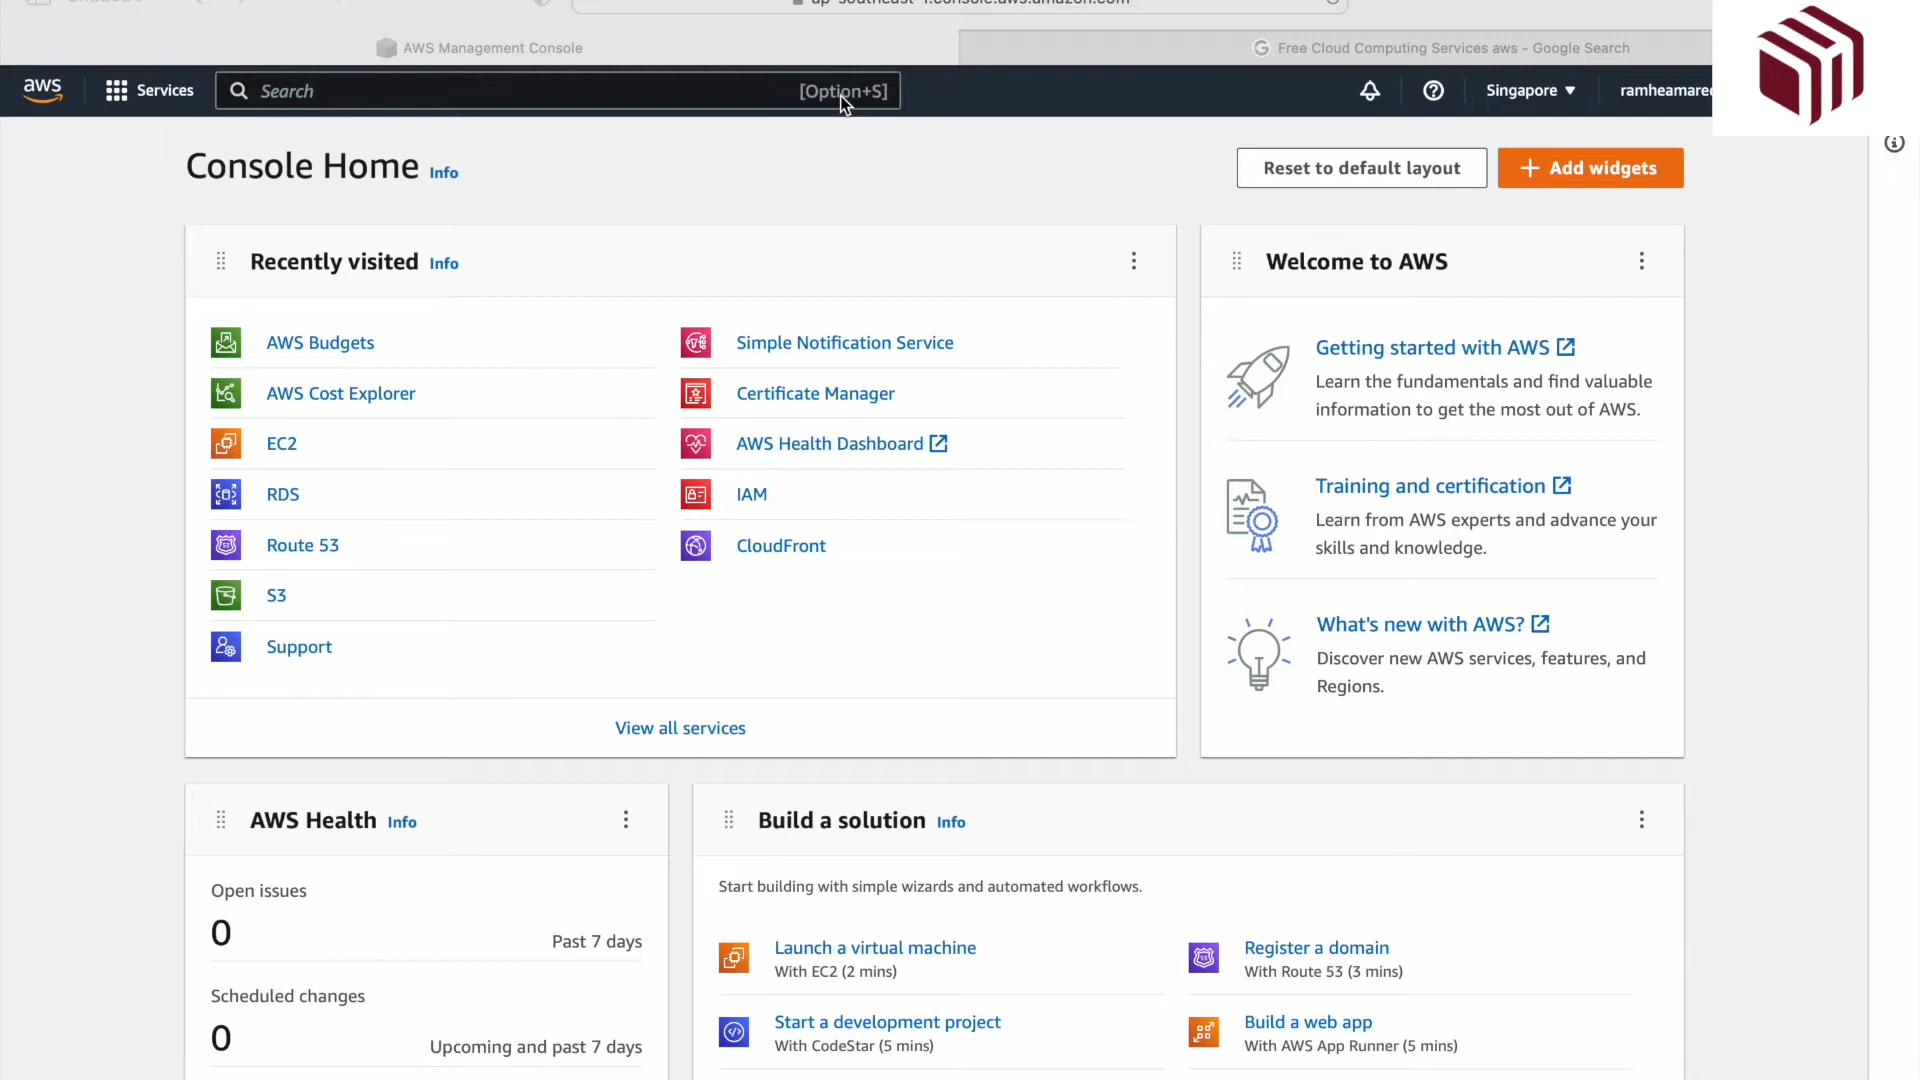 AWS Management Console
Free Cloud Computing Services aws - Google Search
aws
Services
Search
[Option+S]
Singapore
Console Home Info
Reset to default layout
Add widgets
Recently visited Info
AWS Budgets
AWS Cost Explorer
EC2
RDS
Route 53
S3
Support
Simple Notification Service
Certificate Manager
AWS Health Dashboard
IAM
CloudFront
View all services
Welcome to AWS
Getting started with AWS
Learn the fundamentals and find valuable
information to get the most out of AWS.
Training and certification
Learn from AWS experts and advance your
skills and knowledge.
What's new with AWS?
Discover new AWS services, features, and
Regions.
AWS Health Info
Open issues
0
Past 7 days
Scheduled changes
0
Upcoming and past 7 days
Build a solution Info
Start building with simple wizards and automated workflows.
Launch a virtual machine
With EC2 (2 mins)
Register a domain
With Route 53 (3 mins)
Start a development project
With CodeStar (5 mins)
Build a web app
With AWS App Runner (5 mins)